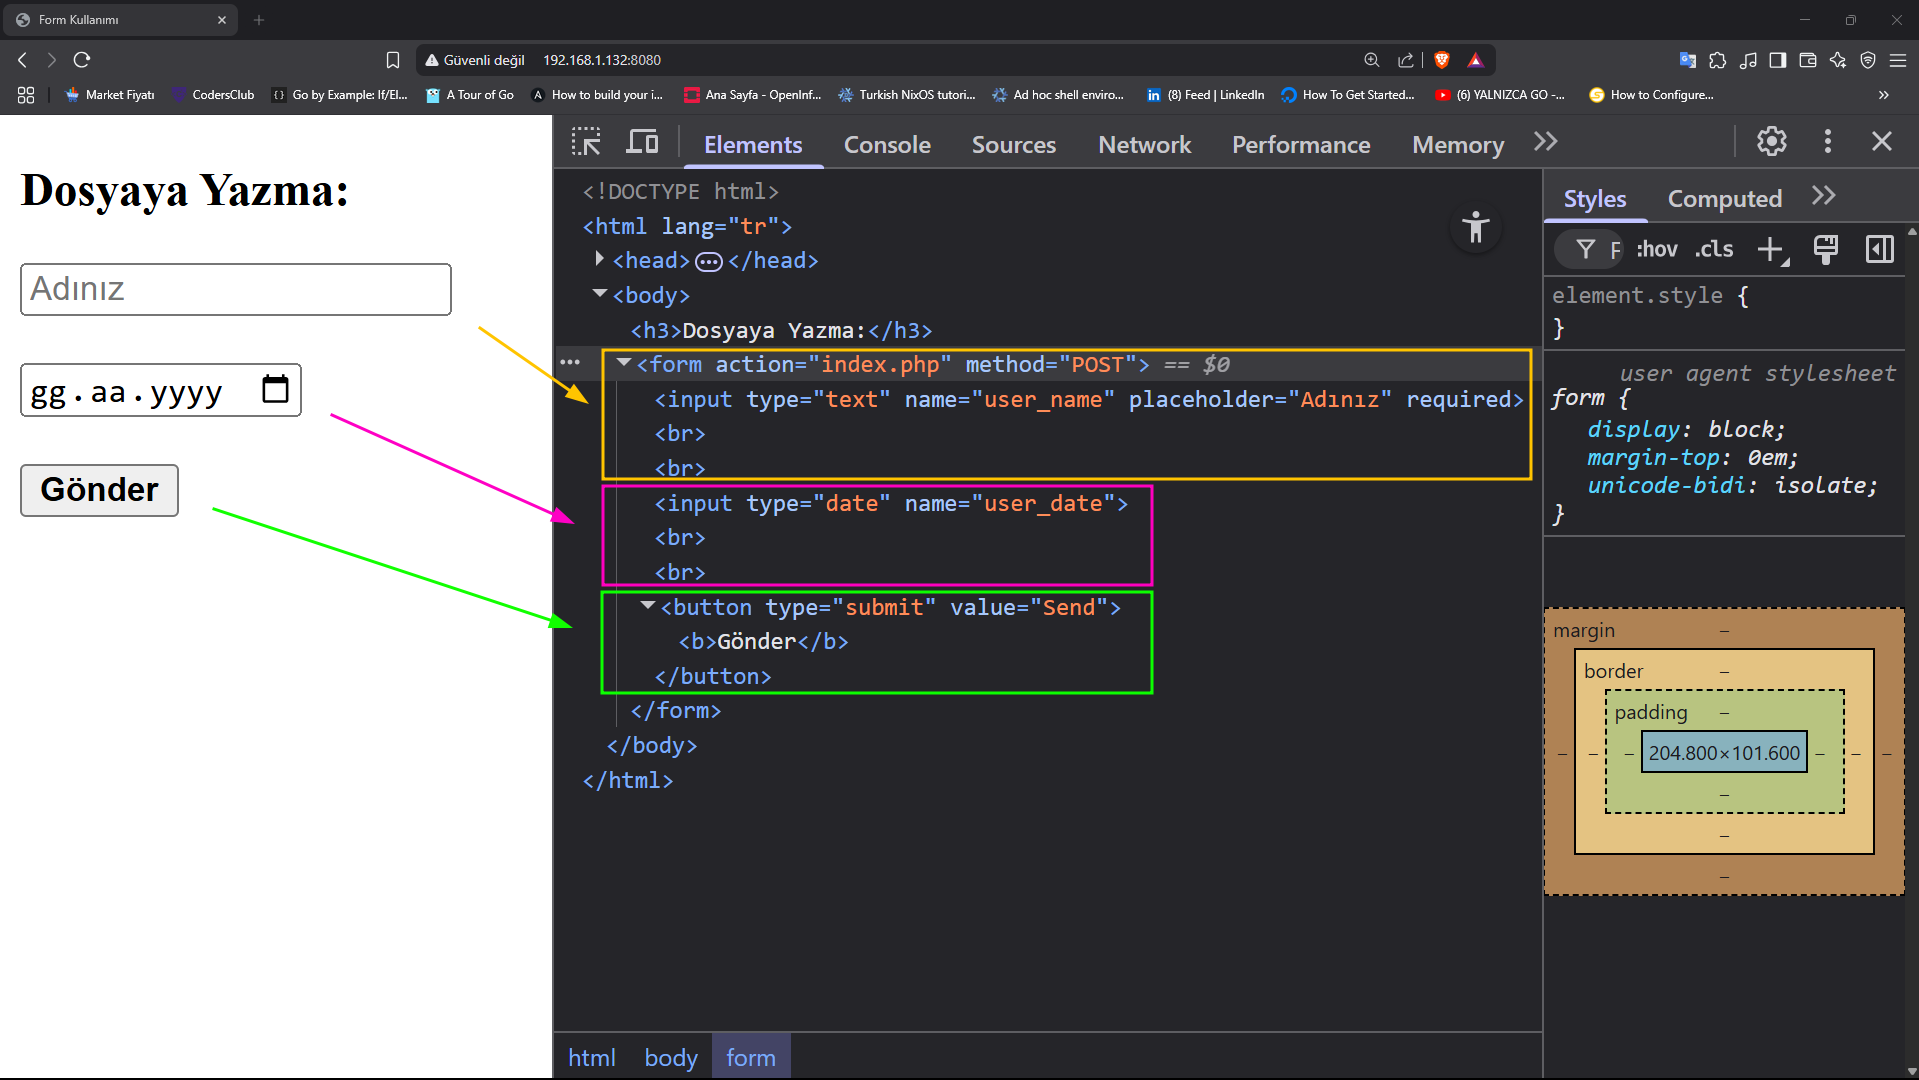 Form Kullanımı
Güvenli değil 192.168.1.132:8080
Market Fiyatı
CodersClub
Go by Example: If/El...
A Tour of Go
How to build your i...
Ana Sayfa - OpenInf...
Turkish NixOS tutori...
Ad hoc shell enviro...
(8) Feed | LinkedIn
How To Get Started...
(6) YALNIZCA GO -...
How to Configure...
Dosyaya Yazma:
Adınız
gg.aa.yyyy
Gönder
Elements Console Sources Network Performance Memory
<!DOCTYPE html>
<html lang="tr">
<head>...</head>
<body>
<h3>Dosyaya Yazma:</h3>
<form action="index.php" method="POST"> == $0
<input type="text" name="user_name" placeholder="Adınız" required>
<br>
<br>
<input type="date" name="user_date">
<br>
<br>
<button type="submit" value="Send">
<b>Gönder</b>
</button>
</form>
</body>
</html>
html body form
Styles Computed
F :hov .cls
element.style {
}
user agent stylesheet
form {
display: block;
margin-top: 0em;
unicode-bidi: isolate;
}
margin –
border –
padding –
– – – 204.800×101.600 – – –
–
–
–